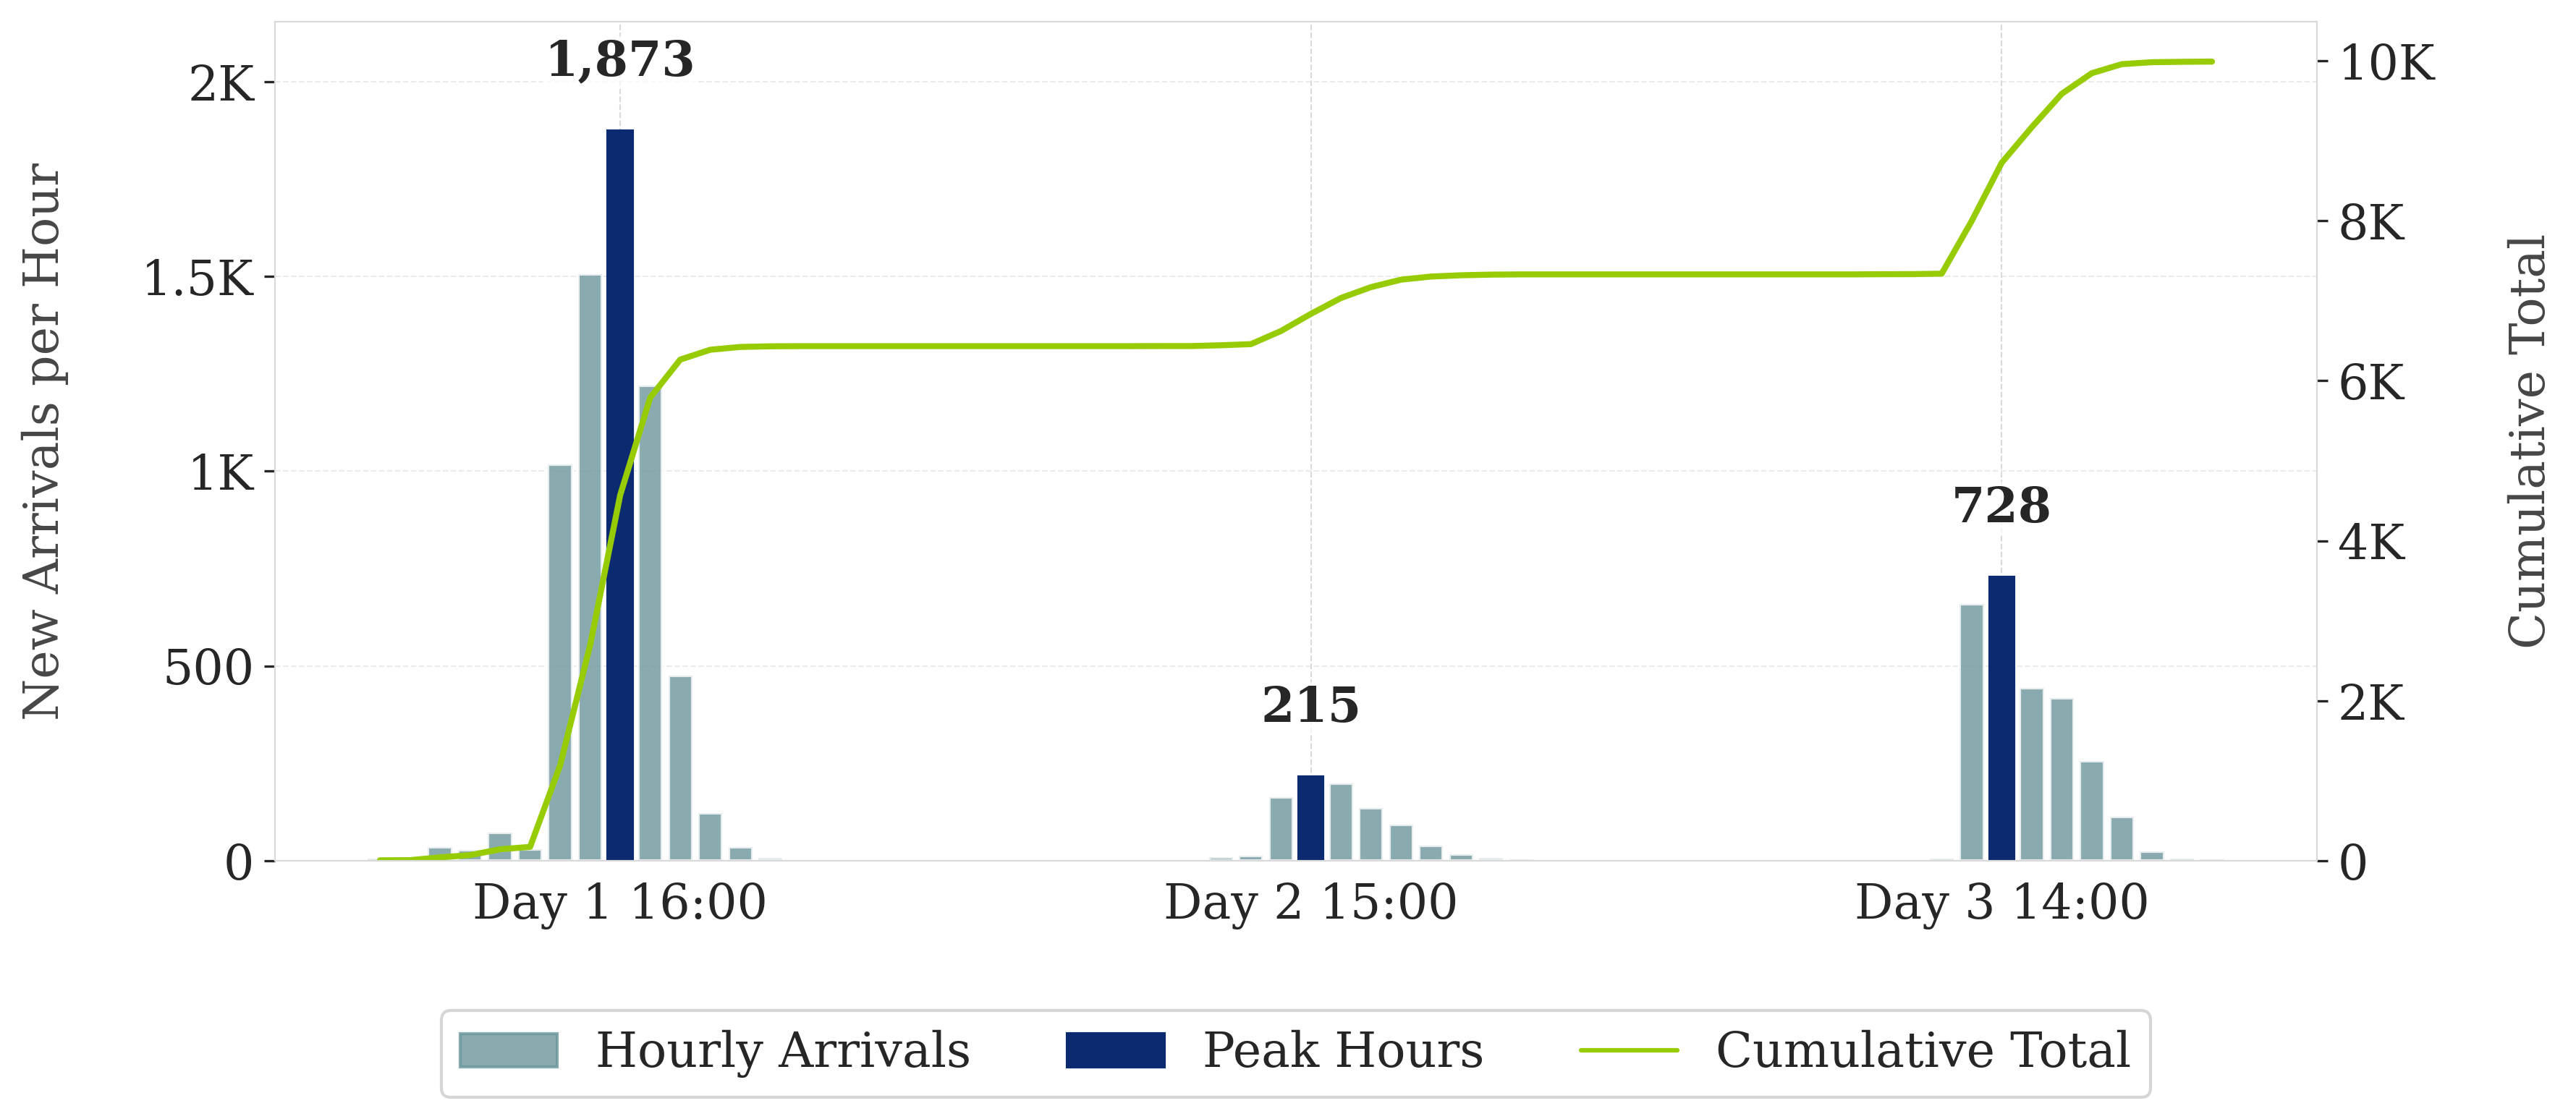 New Arrivals per Hour
2K
1.5K
1K
500
0
1,873
215
728
10K
8K
6K
4K
2K
0
Cumulative Total
Day 1 16:00
Day 2 15:00
Day 3 14:00
Hourly Arrivals
Peak Hours
Cumulative Total